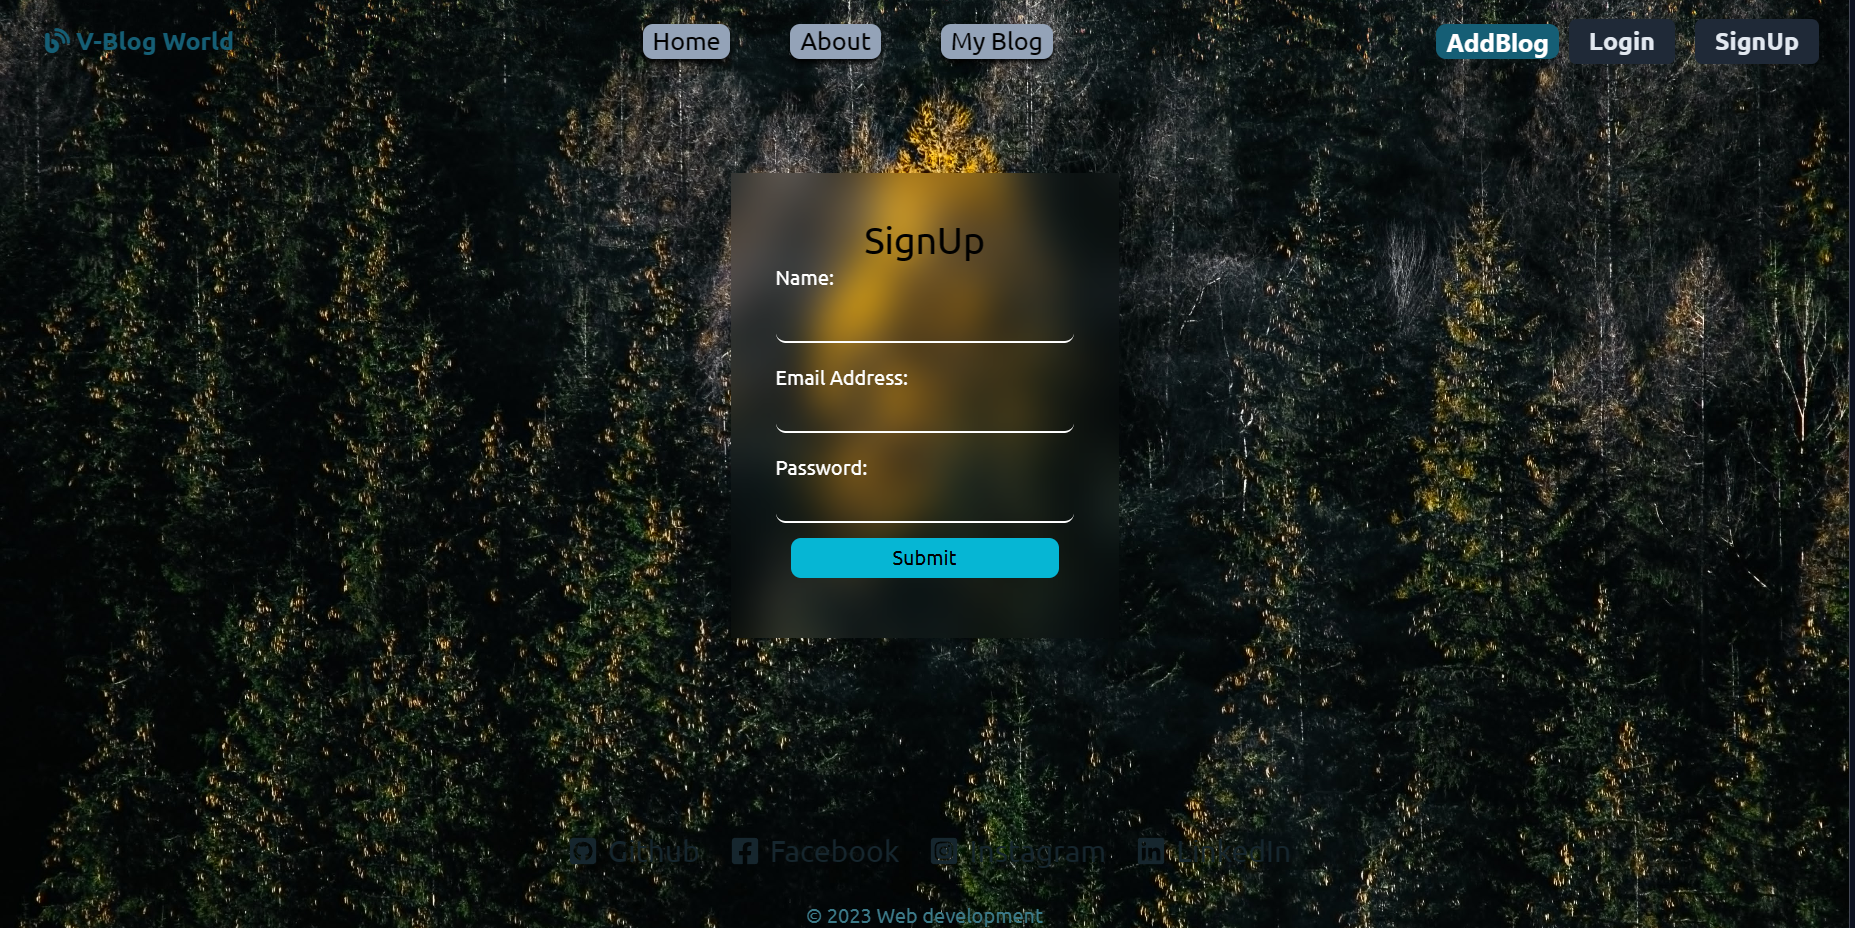 V-Blog World
Home About My Blog
AddBlog Login SignUp
SignUp
Name:
Email Address:
Password:
Submit
Github Facebook Instagram Linkedin
© 2023 Web development